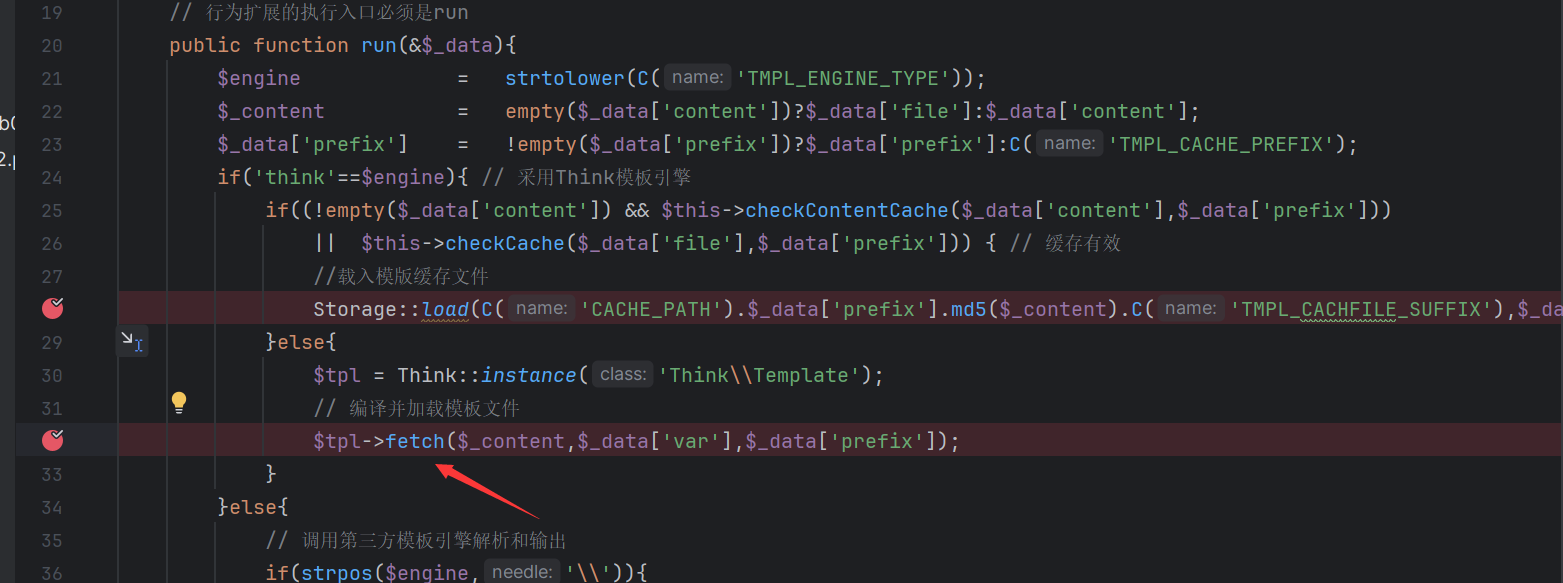 19 // 行为扩展的执行入口必须是run
20 public function run(&$_data){
21 $engine = strtolower(C( name: 'TMPL_ENGINE_TYPE'));
22 $_content = empty($_data['content'])?$_data['file']:$_data['content'];
23 $_data['prefix'] = !empty($_data['prefix'])?$_data['prefix']:C( name: 'TMPL_CACHE_PREFIX');
24 if('think'==$engine){ // 采用Think模板引擎
25 if((!empty($_data['content']) && $this->checkContentCache($_data['content'],$_data['prefix']))
26 || $this->checkCache($_data['file'],$_data['prefix'])) { // 缓存有效
27 //载入模版缓存文件
Storage::load(C( name: 'CACHE_PATH').$_data['prefix'].md5($_content).C( name: 'TMPL_CACHFILE_SUFFIX'),$_da
29 }else{
30 $tpl = Think::instance( class: 'Think\\Template');
31 // 编译并加载模板文件
$tpl->fetch($_content,$_data['var'],$_data['prefix']);
33 }
34 }else{
35 // 调用第三方模板引擎解析和输出
36 if(strpos($engine, needle: '\\')){